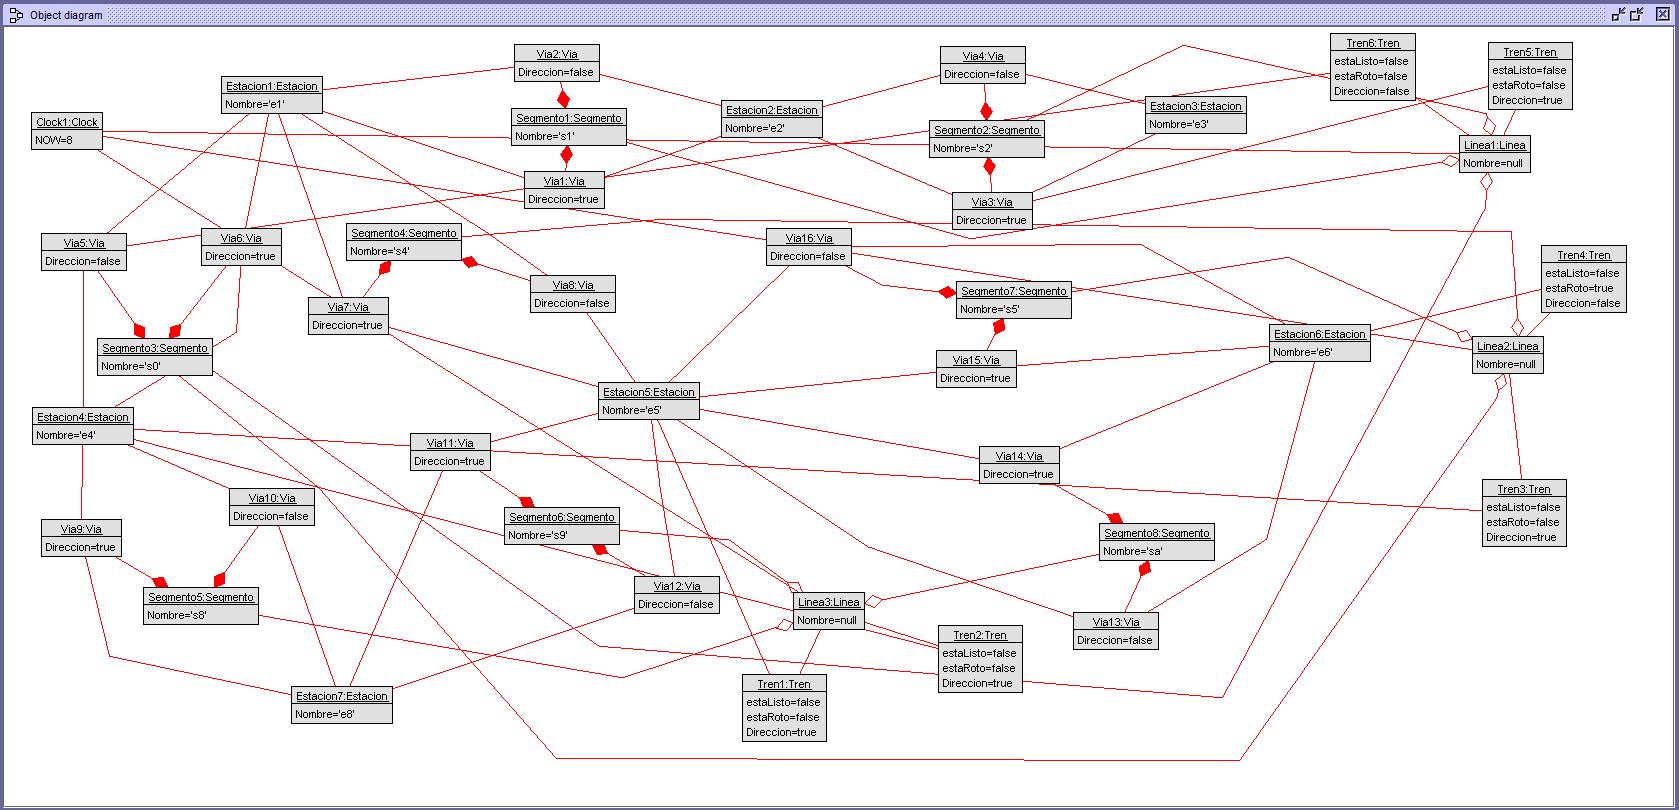 Object diagram
Via2:Via
Direccion=false
Via4:Via
Direccion=false
Tren6:Tren
estaListo=false
estaRoto=false
Direccion=false
Tren5:Tren
estaListo=false
estaRoto=false
Direccion=true
Estacion1:Estacion
Nombre='e1'
Estacion2:Estacion
Nombre='e2'
Estacion3:Estacion
Nombre='e3'
Clock1:Clock
NOW=8
Segmento1:Segmento
Nombre='s1'
Segmento2:Segmento
Nombre='s2'
Linea1:Linea
Nombre=null
Via1:Via
Direccion=true
Via3:Via
Direccion=true
Via5:Via
Direccion=false
Via6:Via
Direccion=true
Segmento4:Segmento
Nombre='s4'
Via16:Via
Direccion=false
Tren4:Tren
estaListo=false
estaRoto=true
Direccion=false
Via7:Via
Direccion=true
Via8:Via
Direccion=false
Segmento7:Segmento
Nombre='s5'
Estacion6:Estacion
Nombre='e6'
Linea2:Linea
Nombre=null
Segmento3:Segmento
Nombre='s0'
Via15:Via
Direccion=true
Estacion5:Estacion
Nombre='e5'
Estacion4:Estacion
Nombre='e4'
Via11:Via
Direccion=true
Via14:Via
Direccion=true
Via10:Via
Direccion=false
Tren3:Tren
estaListo=false
estaRoto=false
Direccion=true
Via9:Via
Direccion=true
Segmento6:Segmento
Nombre='s9'
Segmento8:Segmento
Nombre='sa'
Segmento5:Segmento
Nombre='s8'
Via12:Via
Direccion=false
Linea3:Linea
Nombre=null
Via13:Via
Direccion=false
Tren2:Tren
estaListo=false
estaRoto=false
Direccion=true
Estacion7:Estacion
Nombre='e8'
Tren1:Tren
estaListo=false
estaRoto=false
Direccion=true